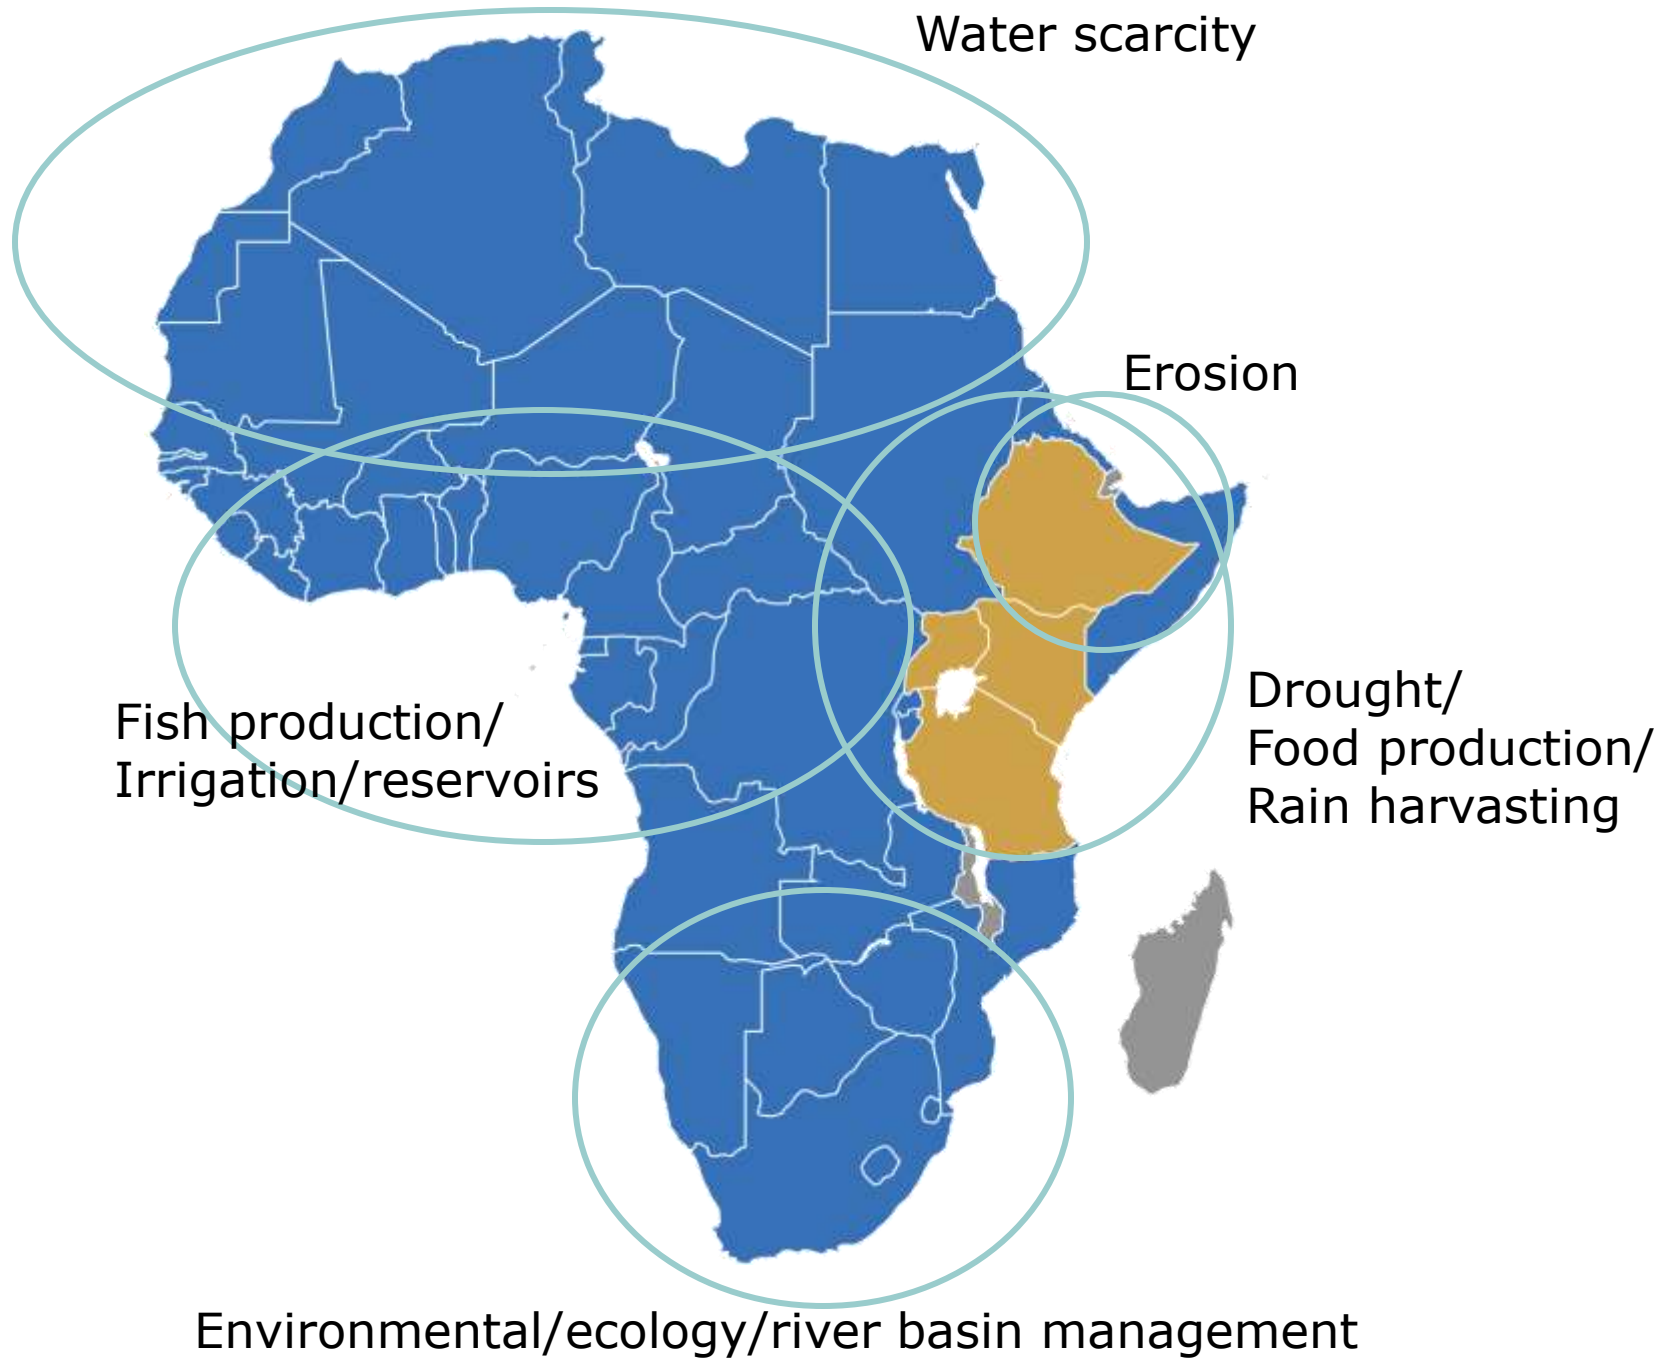 Water scarcity
Erosion
Fish production/
Irrigation/reservoirs
Drought/
Food production/
Rain harvasting
Environmental/ecology/river basin management